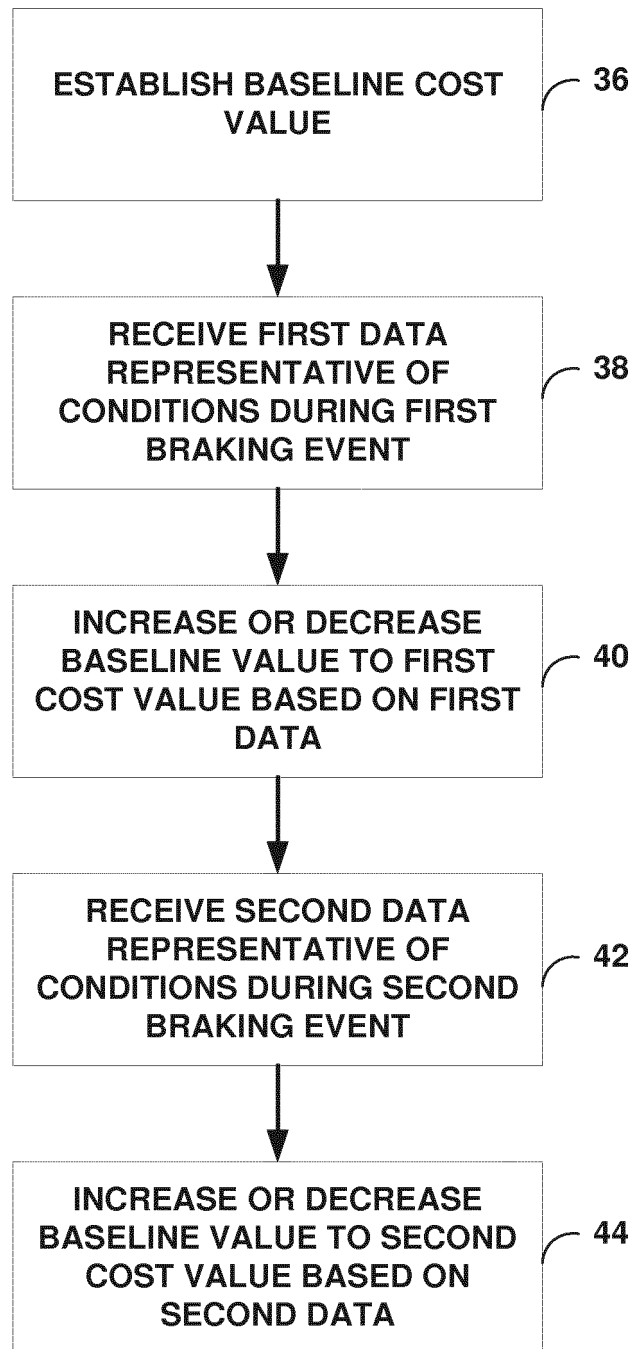 ESTABLISH BASELINE COST
VALUE
36
RECEIVE FIRST DATA
REPRESENTATIVE OF
CONDITIONS DURING FIRST
BRAKING EVENT
38
INCREASE OR DECREASE
BASELINE VALUE TO FIRST
COST VALUE BASED ON FIRST
DATA
40
RECEIVE SECOND DATA
REPRESENTATIVE OF
CONDITIONS DURING SECOND
BRAKING EVENT
42
INCREASE OR DECREASE
BASELINE VALUE TO SECOND
COST VALUE BASED ON
SECOND DATA
44